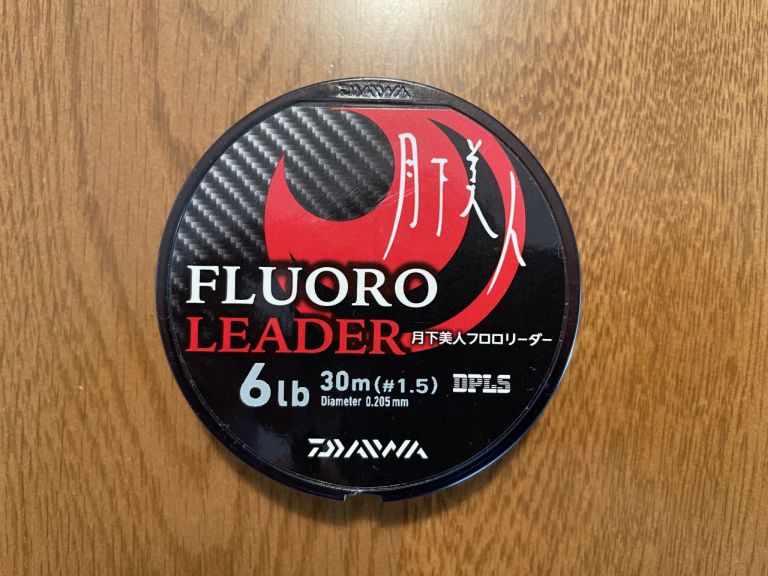 DAIWA
月下美人
FLUORO
LEADER 月下美人フロロリーダー
6lb 30m(#1.5) DPLS
Diameter 0.205mm
DAIWA